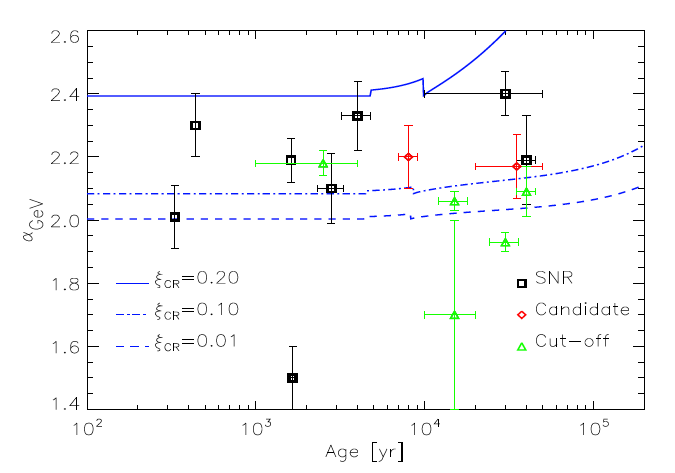 2.6
2.4
2.2
2.0
1.8
1.6
1.4
α_GeV
ξ_CR=0.20
ξ_CR=0.10
ξ_CR=0.01
SNR
Candidate
Cut-off
10^2 10^3 10^4 10^5
Age [yr]